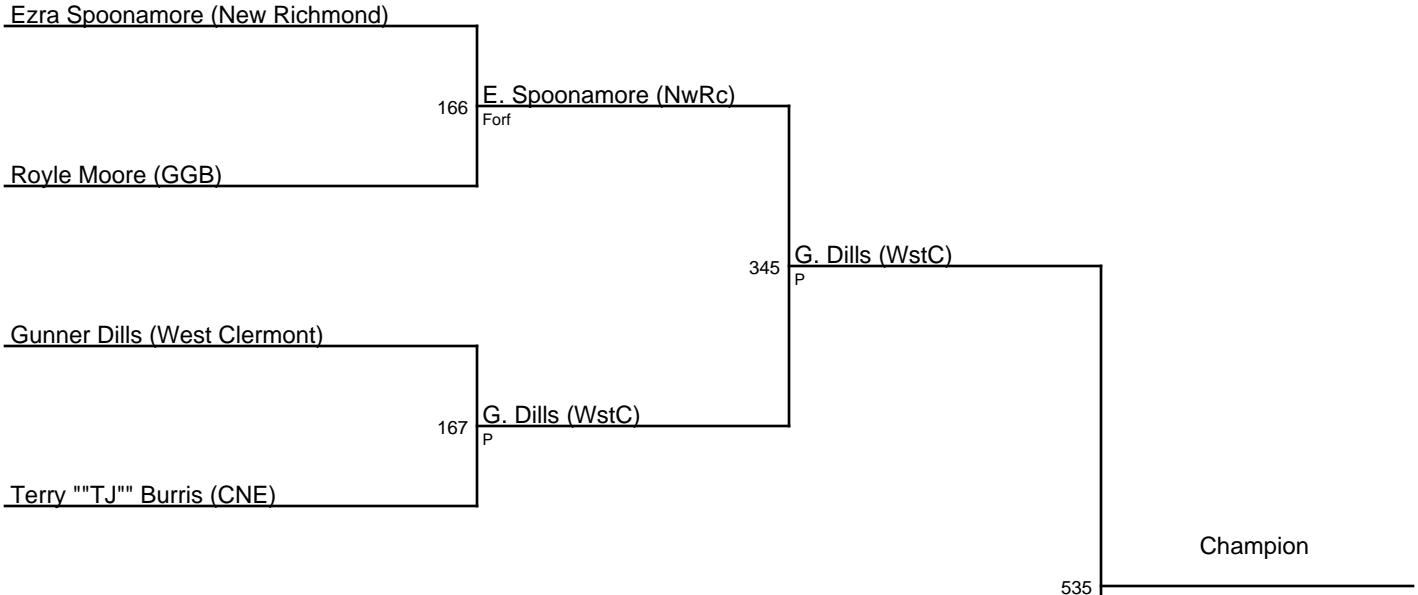 Ezra Spoonamore (New Richmond)
166 E. Spoonamore (NwRc)
Forf
Royle Moore (GGB)
345 G. Dills (WstC)
P
Gunner Dills (West Clermont)
167 G. Dills (WstC)
P
Terry ""TJ"" Burris (CNE)
Champion
535